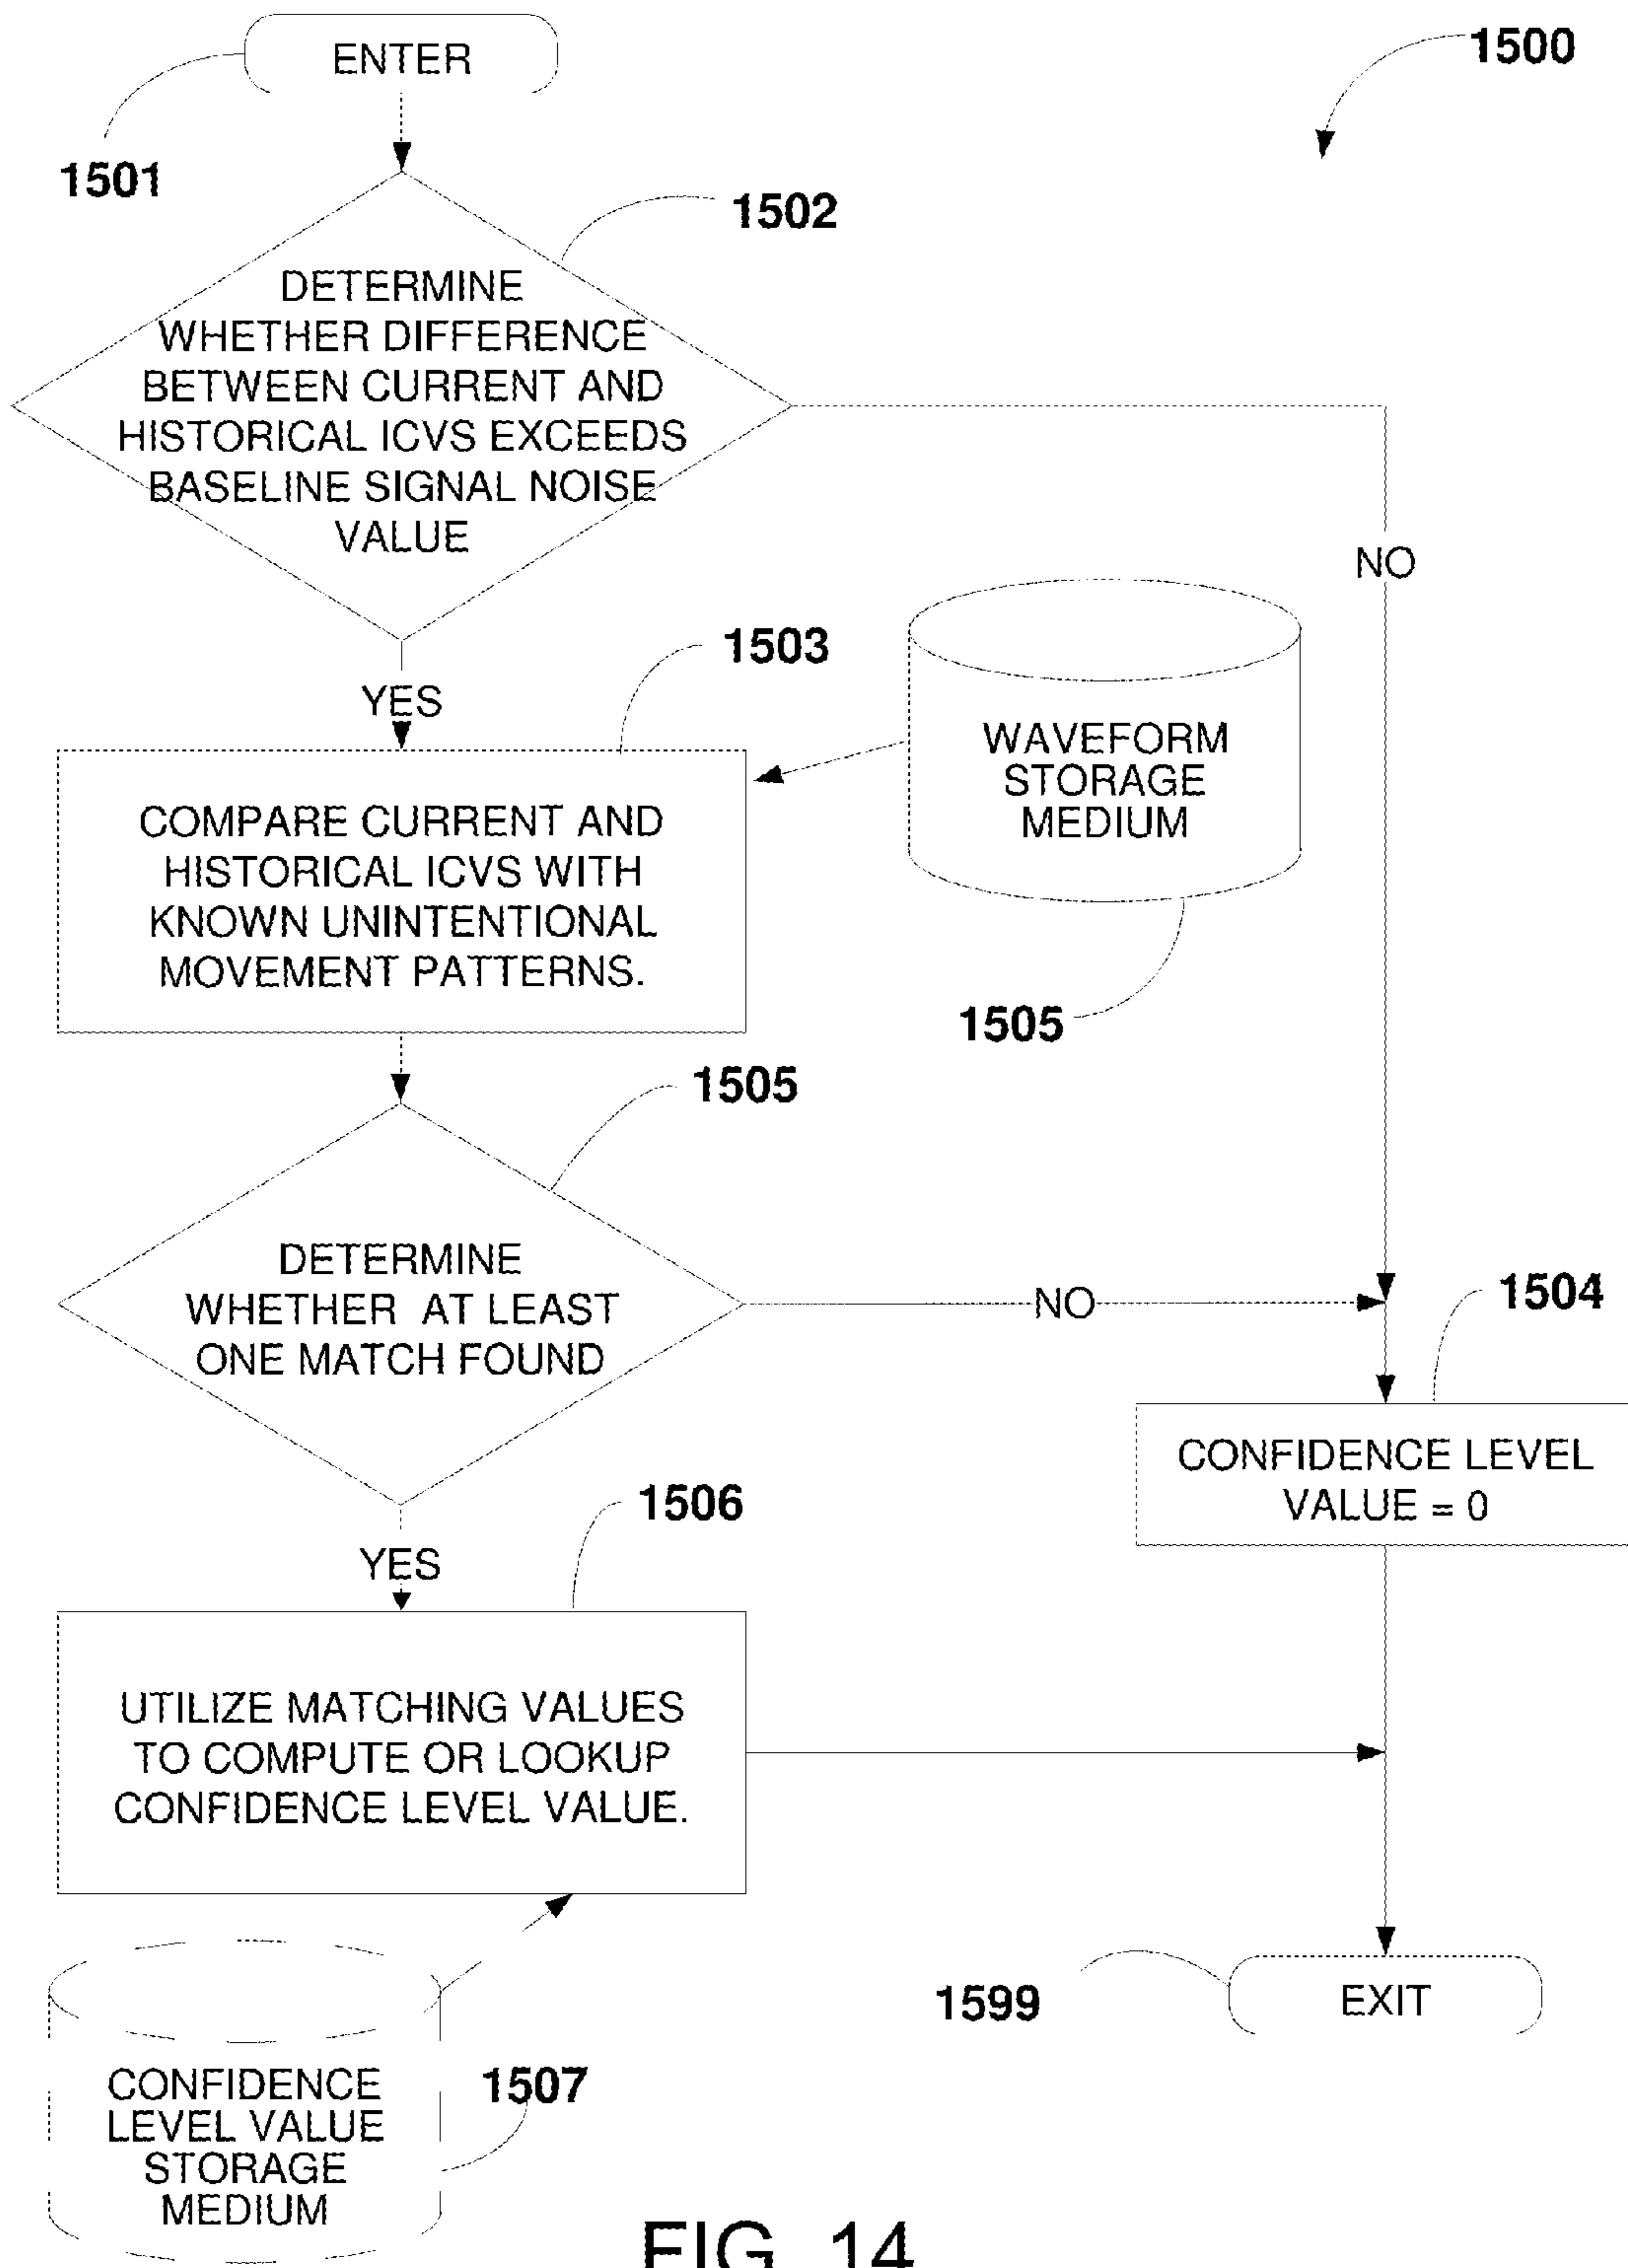 ENTER
1500
1501
1502
DETERMINE
WHETHER DIFFERENCE
BETWEEN CURRENT AND
HISTORICAL ICVS EXCEEDS
BASELINE SIGNAL NOISE
VALUE
NO
1503
YES
WAVEFORM
STORAGE
MEDIUM
COMPARE CURRENT AND
HISTORICAL ICVS WITH
KNOWN UNINTENTIONAL
MOVEMENT PATTERNS.
1505
1505
DETERMINE
WHETHER AT LEAST
ONE MATCH FOUND
NO
1504
CONFIDENCE LEVEL
VALUE = 0
1506
YES
UTILIZE MATCHING VALUES
TO COMPUTE OR LOOKUP
CONFIDENCE LEVEL VALUE.
1599
EXIT
CONFIDENCE
LEVEL VALUE
STORAGE
MEDIUM
1507
FIG. 14